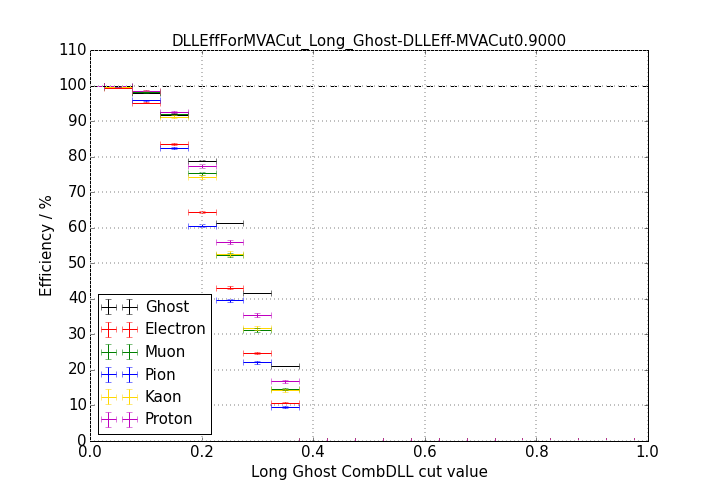 DLLEffForMVACut_Long_Ghost-DLLEff-MVACut0.9000
110
100
90
80
70
60
50
40
30
20
10
0
Efficiency / %
Ghost
Electron
Muon
Pion
Kaon
Proton
0.0 0.2 0.4 0.6 0.8 1.0
Long Ghost CombDLL cut value